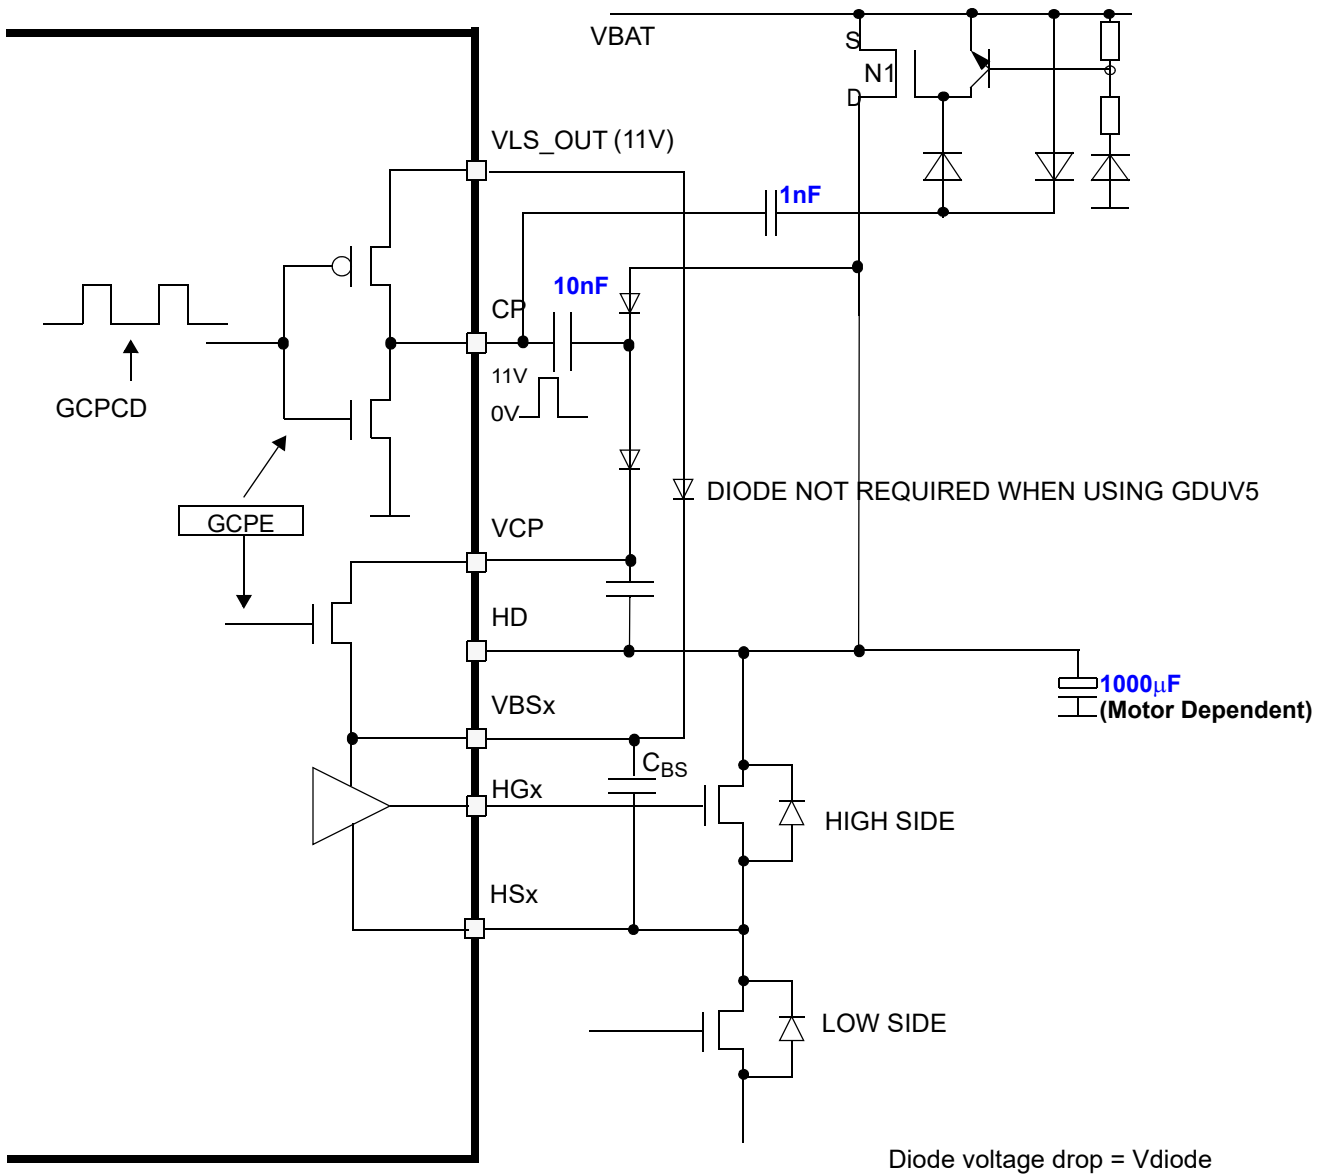 VBAT
S
N1
D
VLS_OUT (11V)
1nF
10nF
CP
11V
0V
GCPCD
DIODE NOT REQUIRED WHEN USING GDUV5
GCPE
VCP
HD
1000μF
(Motor Dependent)
VBSx
CBS
HGx
HIGH SIDE
HSx
LOW SIDE
Diode voltage drop = Vdiode